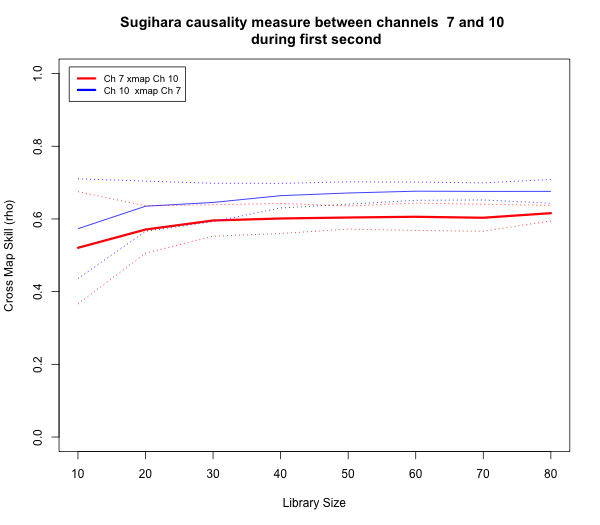 Sugihara causality measure between channels  7 and 10
during first second
Ch 7 xmap Ch 10
Ch 10  xmap Ch 7
Cross Map Skill (rho)
1.0
0.8
0.6
0.4
0.2
0.0
10 20 30 40 50 60 70 80
Library Size